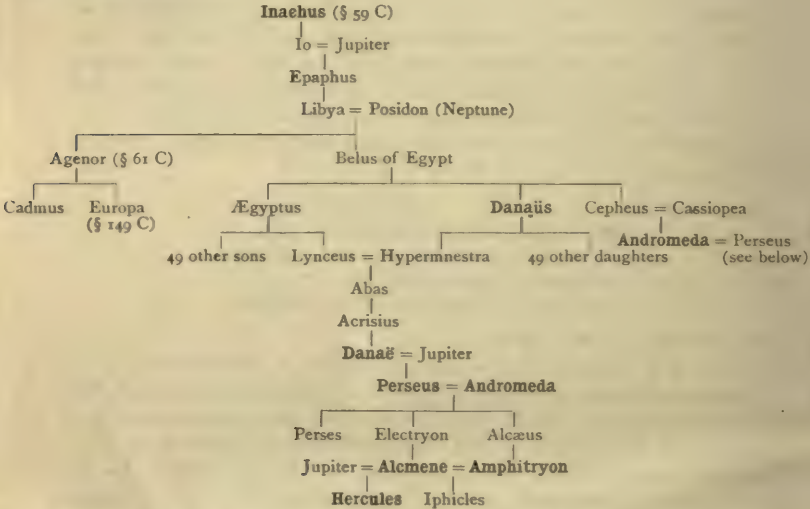 Inachus (§ 59 C)
Io = Jupiter
Epaphus
Libya = Posidon (Neptune)
Agenor (§ 61 C) Belus of Egypt
Cadmus Europa Ægyptus Danaüs Cepheus = Cassiopea
(§ 149 C)
Andromeda = Perseus
49 other sons Lynceus = Hypermnestra 49 other daughters (see below)
Abas
Acrisius
Danaë = Jupiter
Perseus = Andromeda
Perses Electryon Alcæus
Jupiter = Alcmene = Amphitryon
Hercules Iphicles